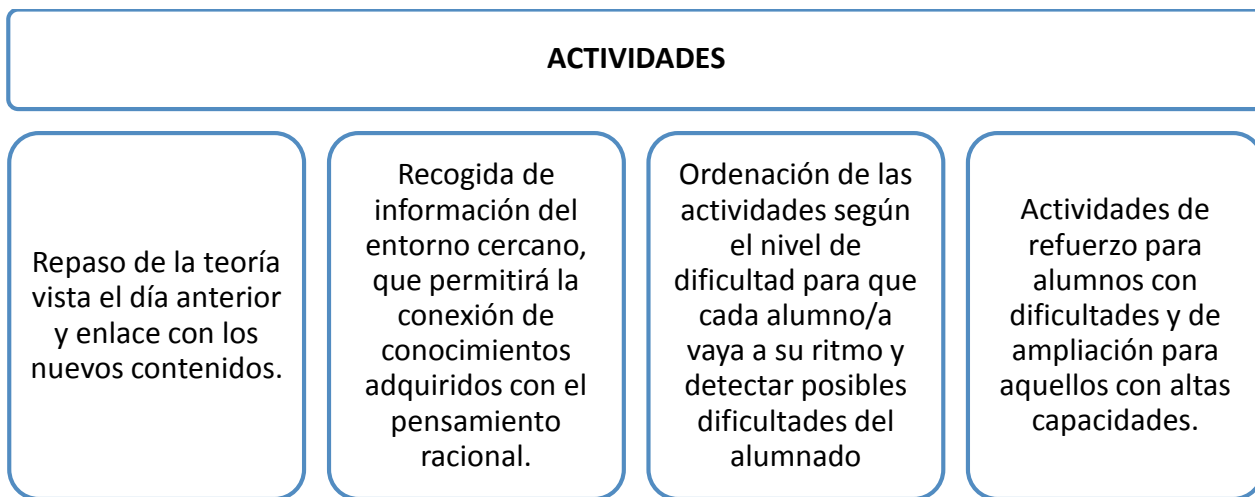 ACTIVIDADES
Repaso de la teoría
vista el día anterior
y enlace con los
nuevos contenidos.
Recogida de
información del
entorno cercano,
que permitirá la
conexión de
conocimientos
adquiridos con el
pensamiento
racional.
Ordenación de las
actividades según
el nivel de
dificultad para que
cada alumno/a
vaya a su ritmo y
detectar posibles
dificultades del
alumnado
Actividades de
refuerzo para
alumnos con
dificultades y de
ampliación para
aquellos con altas
capacidades.